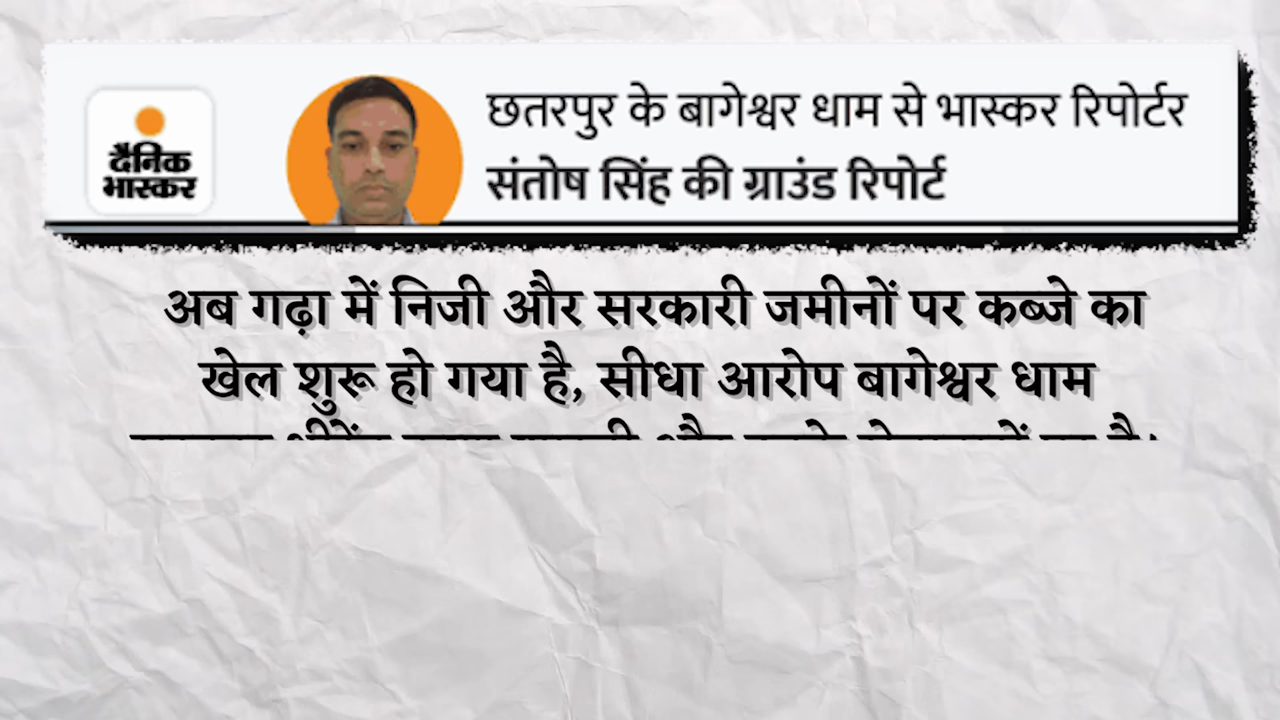 दैनिक
भास्कर
छतरपुर के बागेश्वर धाम से भास्कर रिपोर्टर
संतोष सिंह की ग्राउंड रिपोर्ट
अब गढ़ा में निजी और सरकारी जमीनों पर कब्जे का
खेल शुरू हो गया है, सीधा आरोप बागेश्वर धाम